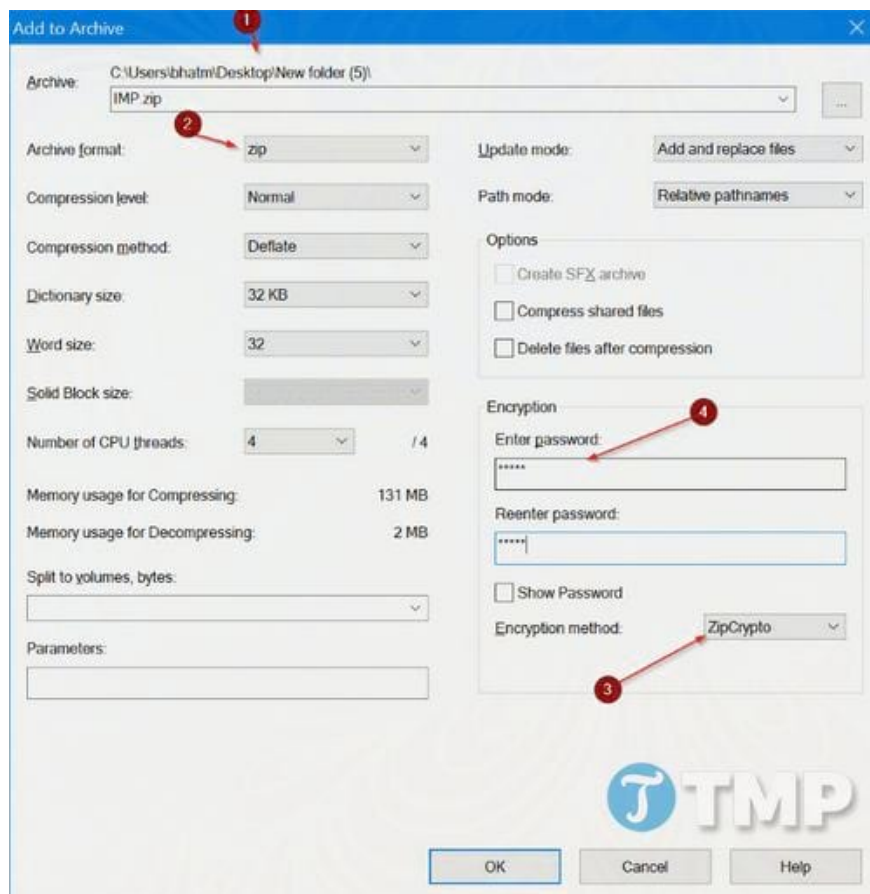 1
Add to Archive
Archive: C:\Users\bhatm\Desktop\New folder (5)\
IMP.zip
...
2
Archive format: zip
Update mode: Add and replace files
Compression level: Normal
Path mode: Relative pathnames
Compression method: Deflate
Options
Create SFX archive
Dictionary size: 32 KB
Compress shared files
Word size: 32
Delete files after compression
Solid Block size:
Encryption
4
Number of CPU threads: 4 / 4
Enter password:
*****
Memory usage for Compressing: 131 MB
Reenter password:
Memory usage for Decompressing: 2 MB
*****
Split to volumes, bytes:
Show Password
Encryption method: ZipCrypto
Parameters:
3
T TMP
OK Cancel Help